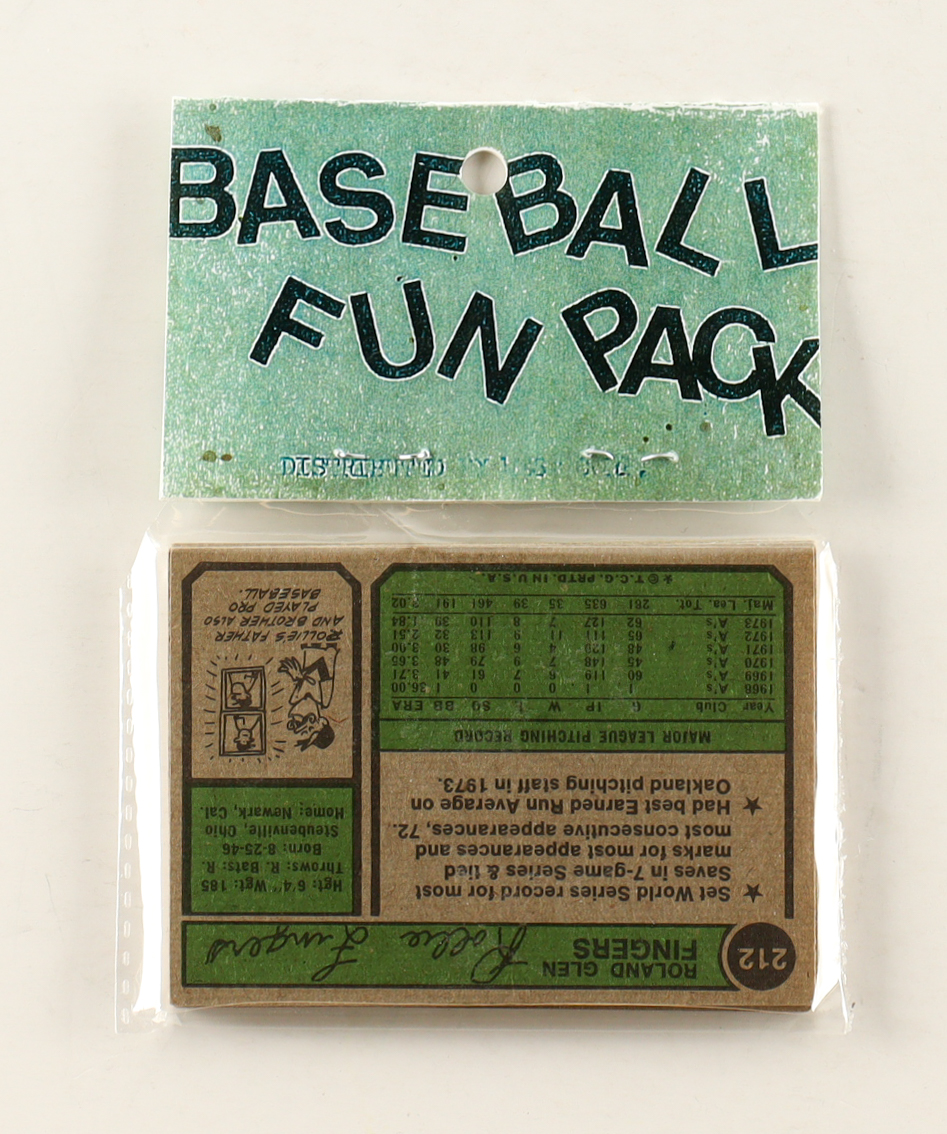 BASEBALL
FUN PACK
DISTRIBUTED
212
ROLAND GLEN
FINGERS
Rollie Fingers
★ Set World Series record for most
Saves in 7-game Series & tied
marks for most appearances and
most consecutive appearances, 72.
★ Had best Earned Run Average on
Oakland pitching staff in 1973.
Hgt: 6'4" Wgt: 185
Throws: R. Bats: R.
Born: 8-25-46
Steubenville, Ohio
Home: Newark, Cal.
MAJOR LEAGUE PITCHING RECORD
Year Club G IP W L SO BB ERA
1968 A's 1 1 0 0 0 1 36.00
1969 A's 60 119 6 7 61 41 3.71
1970 A's 45 148 7 9 79 48 3.65
1971 A's 48 129 4 6 98 30 3.00
1972 A's 65 111 11 9 113 32 2.51
1973 A's 62 127 7 8 110 39 1.84
Maj. Lea. Tot. 281 635 35 39 461 191 3.02
★ © T.C.G. PRTD. IN U.S.A.
ROLLIE'S FATHER
AND BROTHER ALSO
PLAYED PRO
BASEBALL.